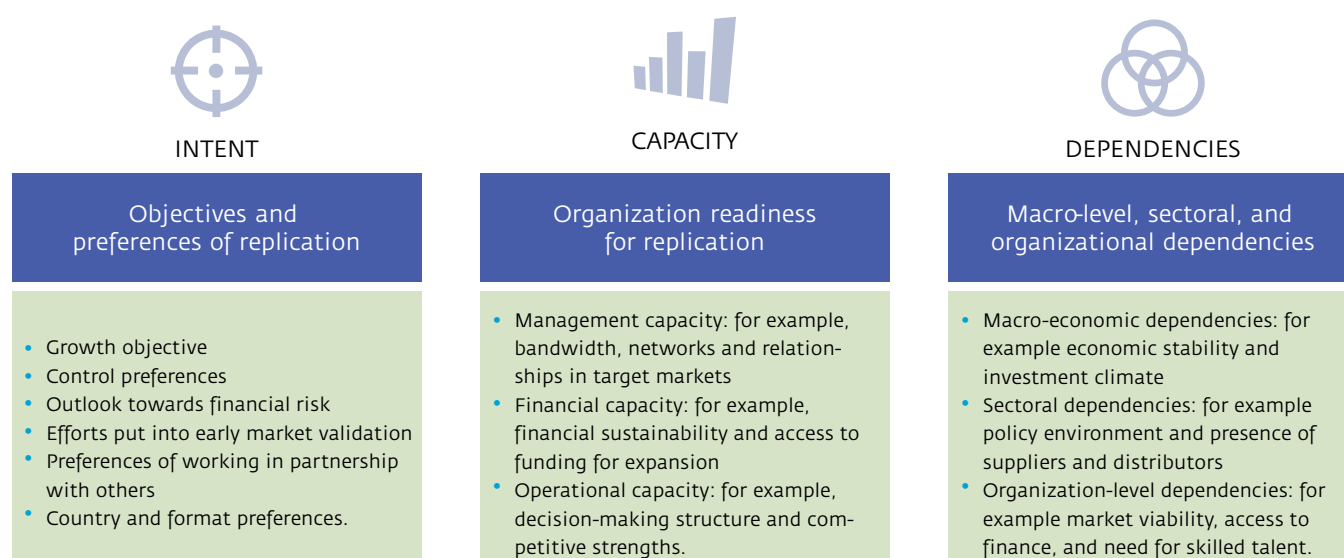 INTENT
Objectives and
preferences of replication
• Growth objective
• Control preferences
• Outlook towards financial risk
• Efforts put into early market validation
• Preferences of working in partnership
with others
• Country and format preferences.
CAPACITY
Organization readiness
for replication
• Management capacity: for example,
bandwidth, networks and relation-
ships in target markets
• Financial capacity: for example,
financial sustainability and access to
funding for expansion
• Operational capacity: for example,
decision-making structure and com-
petitive strengths.
DEPENDENCIES
Macro-level, sectoral, and
organizational dependencies
• Macro-economic dependencies: for
example economic stability and
investment climate
• Sectoral dependencies: for example
policy environment and presence of
suppliers and distributors
• Organization-level dependencies: for
example market viability, access to
finance, and need for skilled talent.